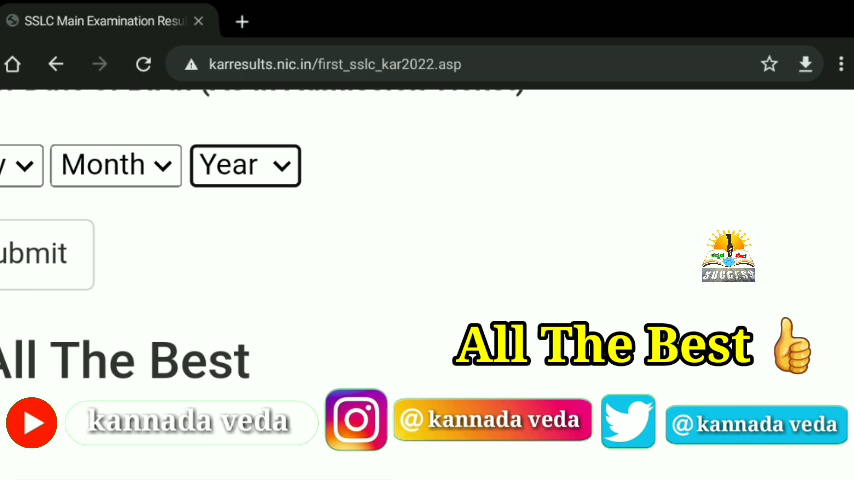 SSLC Main Examination Resu
karresults.nic.in/first_sslc_kar2022.asp
Month
Year
ubmit
SUCCESS
All The Best
All The Best
kannada veda
@kannada veda
@kannada veda